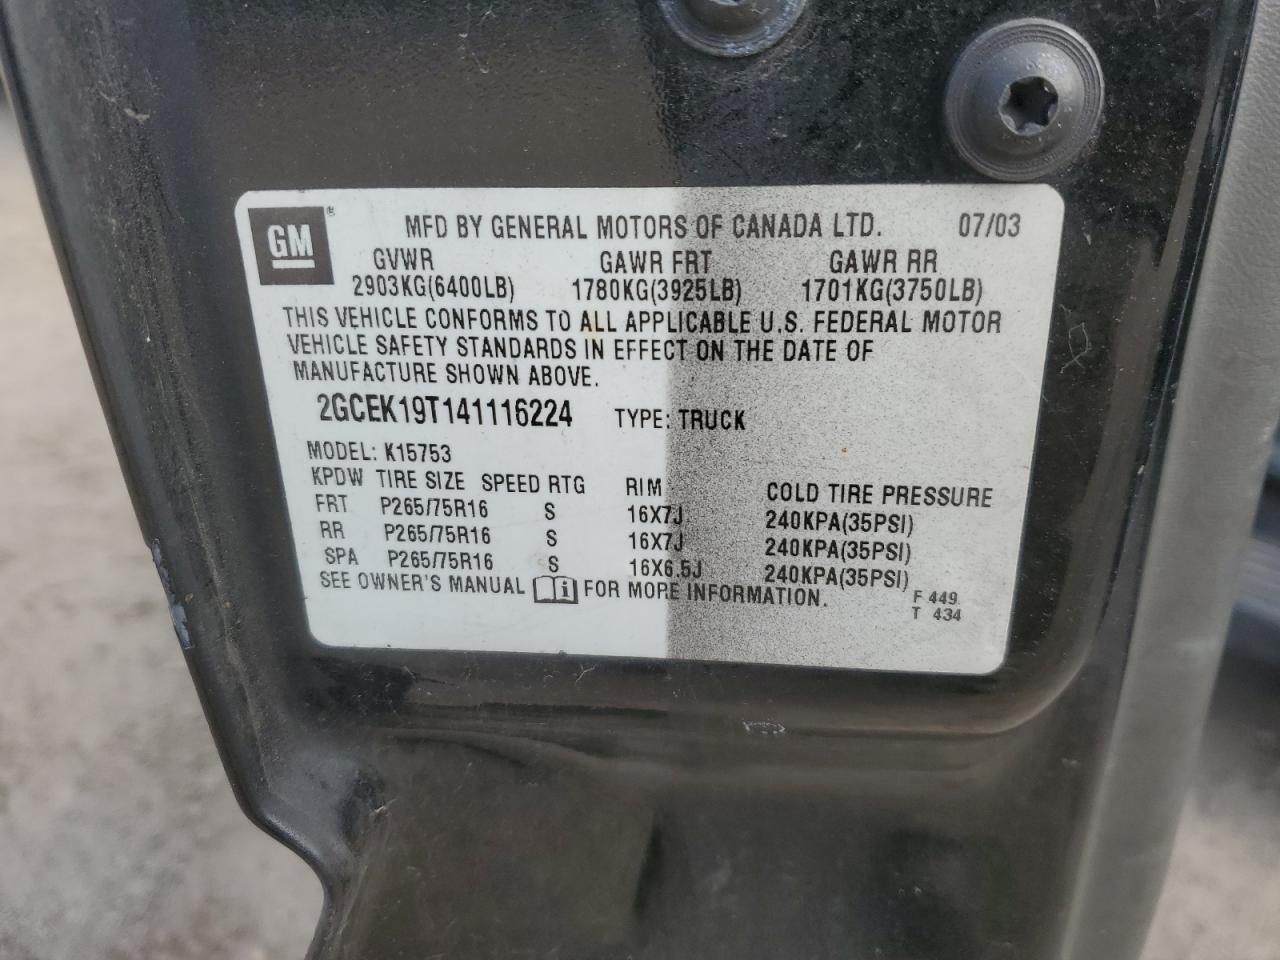 GM® MFD BY GENERAL MOTORS OF CANADA LTD. 07/03
GVWR GAWR FRT GAWR RR
2903KG(6400LB) 1780KG(3925LB) 1701KG(3750LB)
THIS VEHICLE CONFORMS TO ALL APPLICABLE U.S. FEDERAL MOTOR
VEHICLE SAFETY STANDARDS IN EFFECT ON THE DATE OF
MANUFACTURE SHOWN ABOVE.
2GCEK19T141116224 TYPE: TRUCK
MODEL: K15753
KPDW TIRE SIZE SPEED RTG RIM COLD TIRE PRESSURE
FRT P265/75R16 S 16X7J 240KPA(35PSI)
RR P265/75R16 S 16X7J 240KPA(35PSI)
SPA P265/75R16 S 16X6.5J 240KPA(35PSI)
SEE OWNER'S MANUAL i FOR MORE INFORMATION.
F 449
T 434